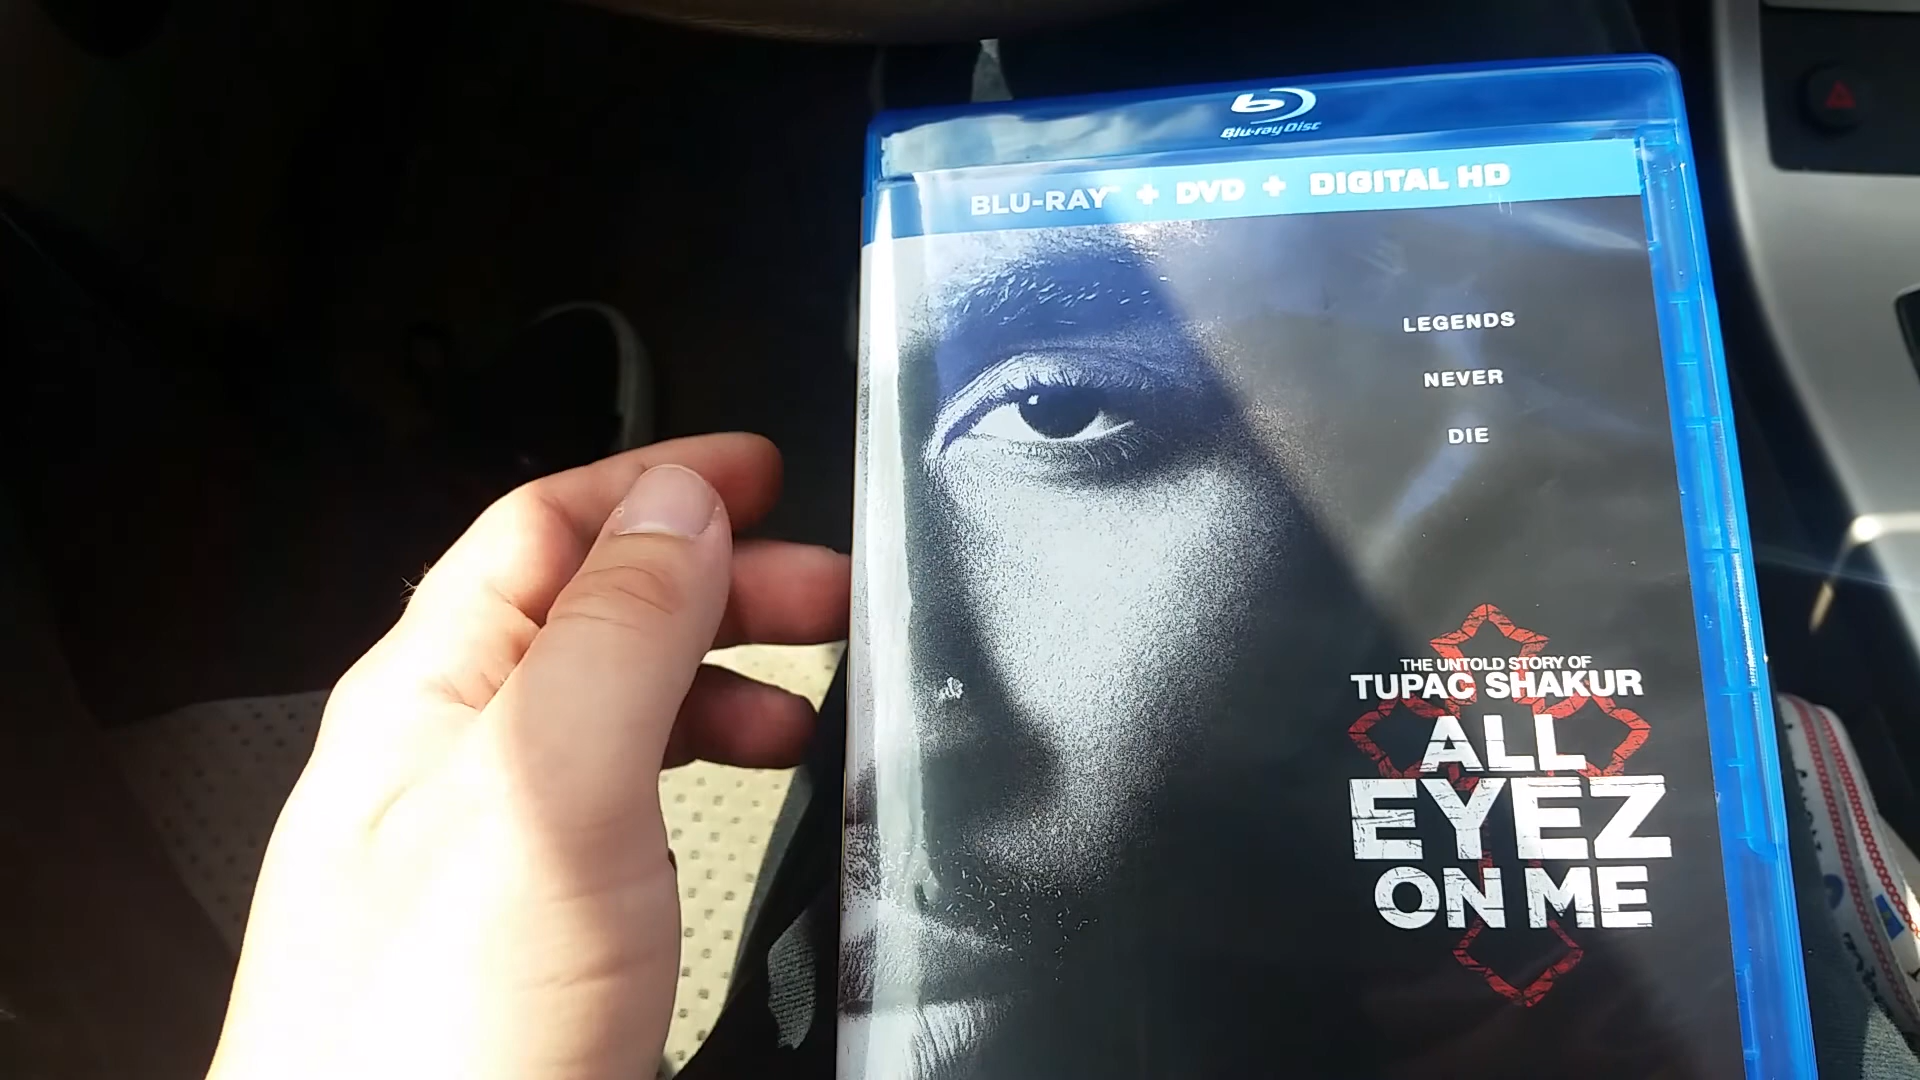 Blu-ray Disc
BLU-RAY™ + DVD + DIGITAL HD
LEGENDS
NEVER
DIE
THE UNTOLD STORY OF
TUPAC SHAKUR
ALL
EYEZ
ON ME